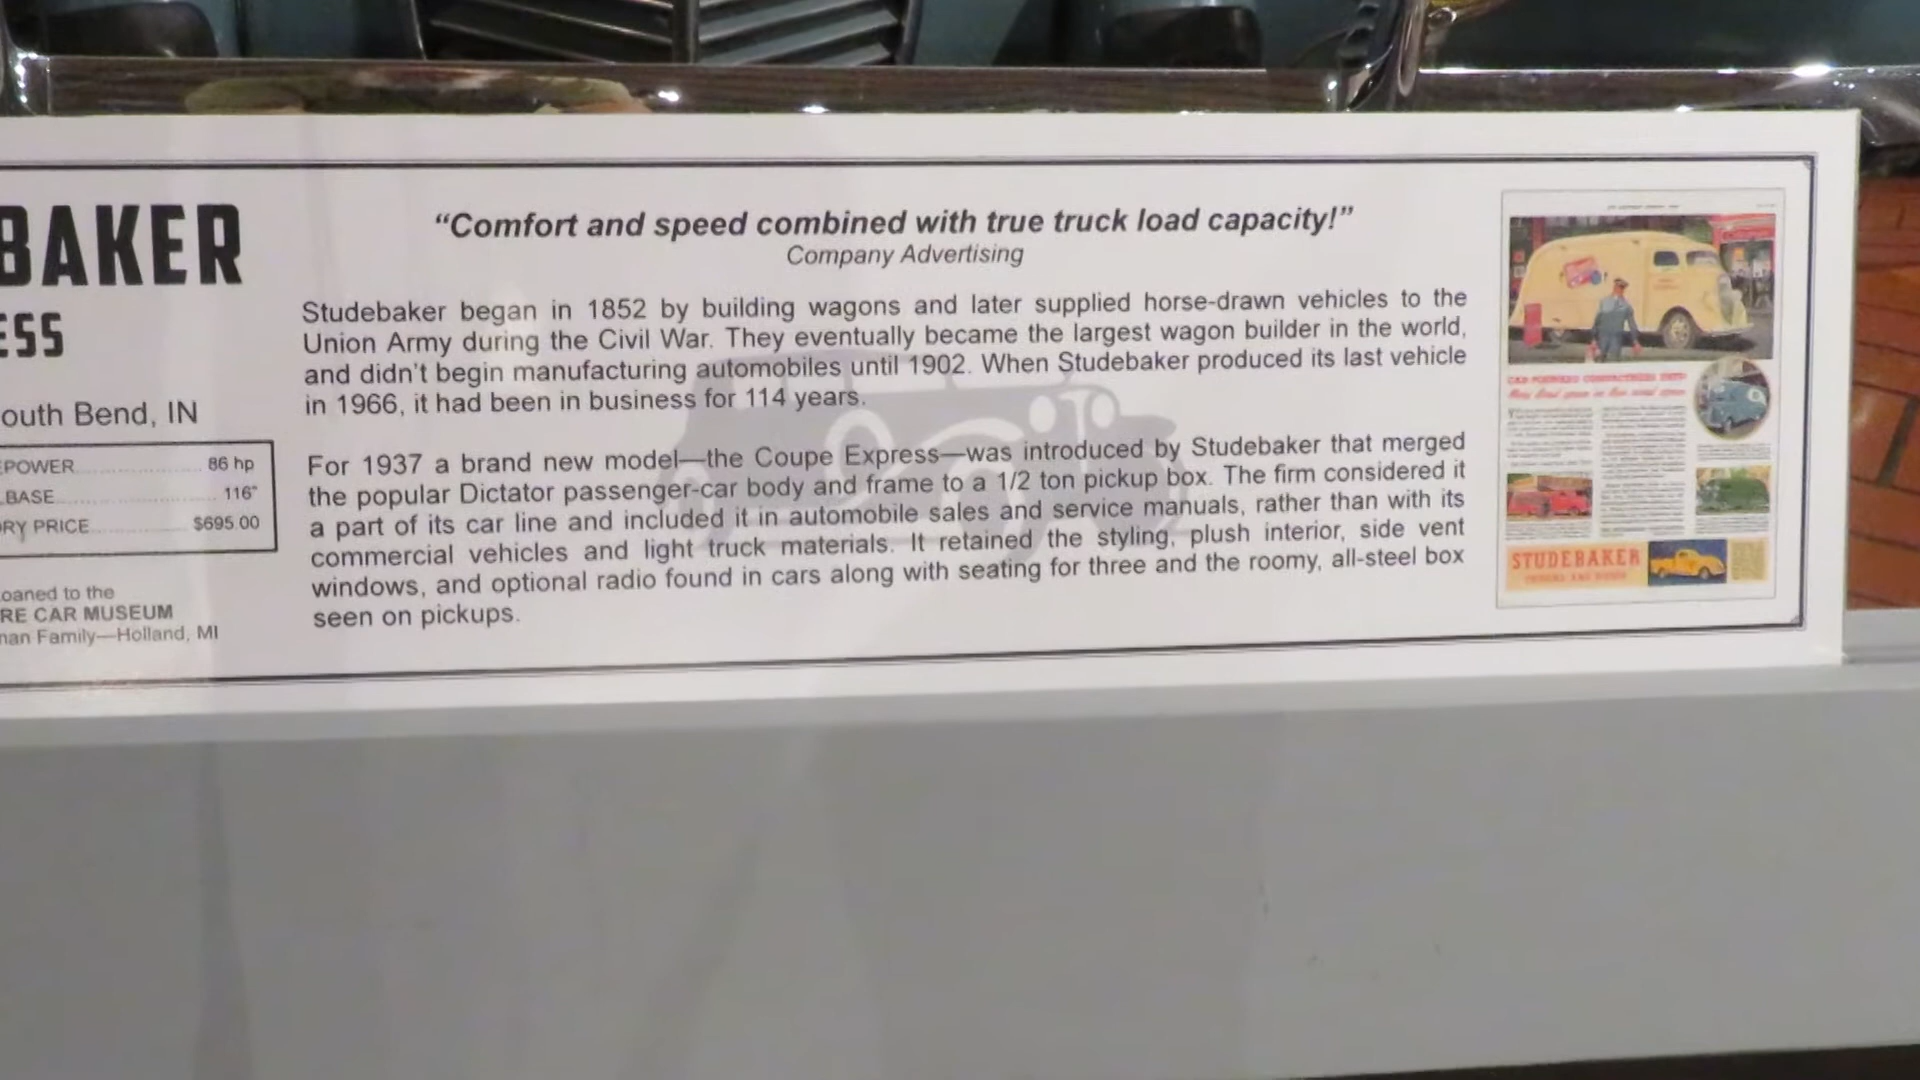 BAKER
ESS
outh Bend, IN
POWER 86 hp
BASE 116"
RY PRICE $695.00
oaned to the
RE CAR MUSEUM
nan Family—Holland, MI
“Comfort and speed combined with true truck load capacity!”
Company Advertising
Studebaker began in 1852 by building wagons and later supplied horse-drawn vehicles to the
Union Army during the Civil War. They eventually became the largest wagon builder in the world,
and didn't begin manufacturing automobiles until 1902. When Studebaker produced its last vehicle
in 1966, it had been in business for 114 years.
For 1937 a brand new model—the Coupe Express—was introduced by Studebaker that merged
the popular Dictator passenger-car body and frame to a 1/2 ton pickup box. The firm considered it
a part of its car line and included it in automobile sales and service manuals, rather than with its
commercial vehicles and light truck materials. It retained the styling, plush interior, side vent
windows, and optional radio found in cars along with seating for three and the roomy, all-steel box
seen on pickups.
STUDEBAKER